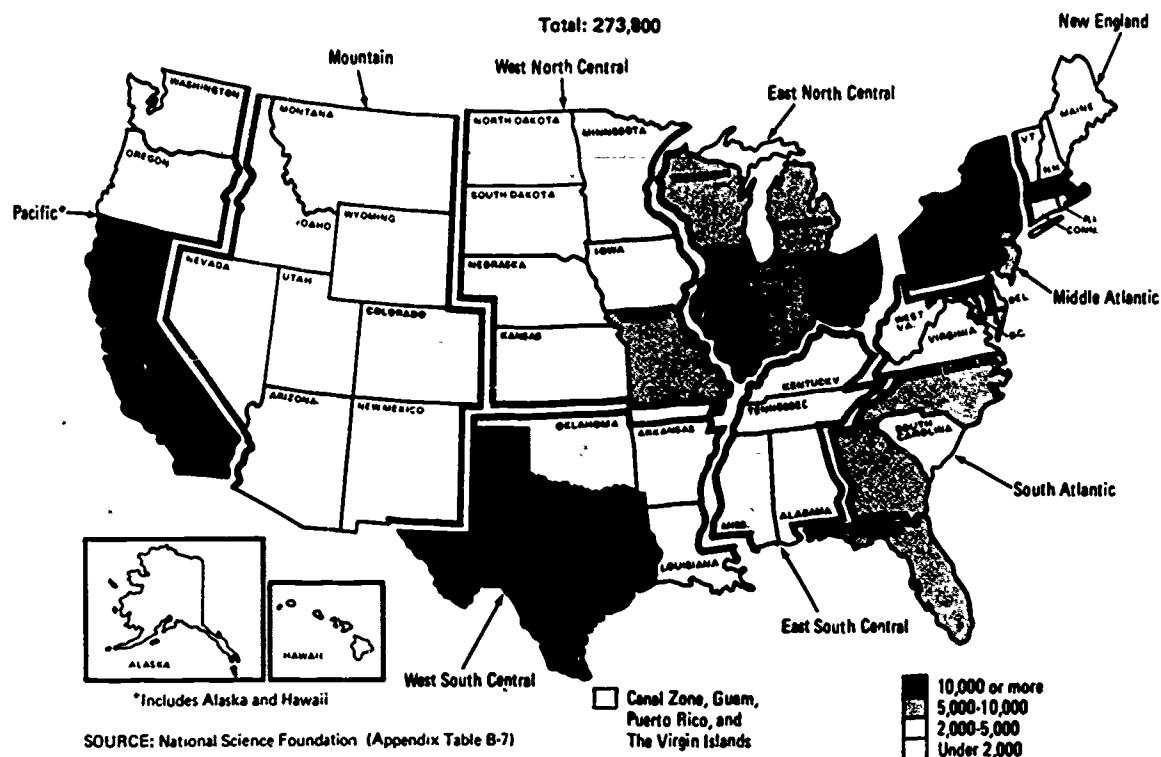 Total: 273,800
New England
Mountain
West North Central
East North Central
WASHINGTON
MONTANA
NORTH DAKOTA
MINNESOTA
MAINE
VT.
N.H.
OREGON
SOUTH DAKOTA
Pacific*
IDAHO
WYOMING
R.I.
CONN.
IOWA
NEVADA
UTAH
NEBRASKA
Middle Atlantic
DEL
WEST
VA.
VIRGINIA
D.C.
COLORADO
KANSAS
KENTUCKY
ARIZONA
NEW MEXICO
TENNESSEE
OKLAHOMA
ARKANSAS
SOUTH
CAROLINA
South Atlantic
MISS.
ALABAMA
LOUISIANA
East South Central
ALASKA
HAWAII
West South Central
*Includes Alaska and Hawaii
Canal Zone, Guam,
Puerto Rico, and
The Virgin Islands
10,000 or more
5,000-10,000
2,000-5,000
Under 2,000
SOURCE: National Science Foundation (Appendix Table B-7)